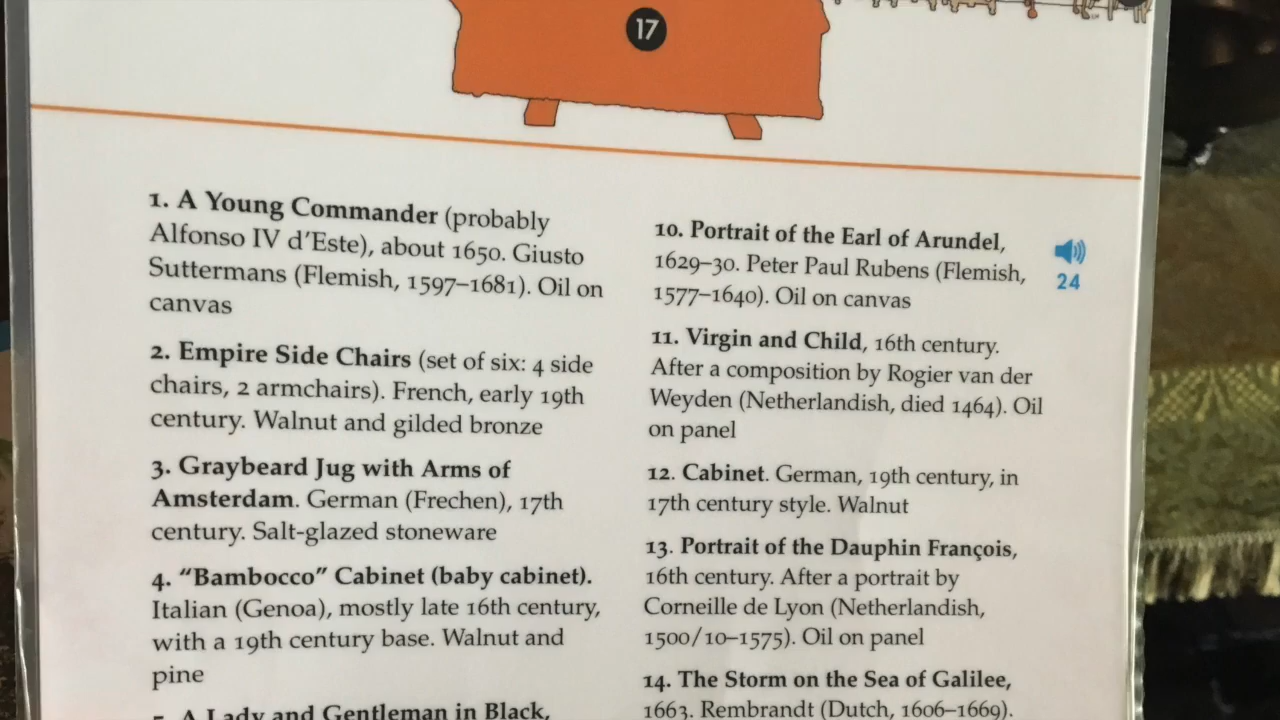 17
1. A Young Commander (probably
Alfonso IV d’Este), about 1650. Giusto
Suttermans (Flemish, 1597–1681). Oil on
canvas
2. Empire Side Chairs (set of six: 4 side
chairs, 2 armchairs). French, early 19th
century. Walnut and gilded bronze
3. Graybeard Jug with Arms of
Amsterdam. German (Frechen), 17th
century. Salt-glazed stoneware
4. “Bambocco” Cabinet (baby cabinet).
Italian (Genoa), mostly late 16th century,
with a 19th century base. Walnut and
pine
5. A Lady and Gentleman in Black,
10. Portrait of the Earl of Arundel,
1629–30. Peter Paul Rubens (Flemish,
1577–1640). Oil on canvas
24
11. Virgin and Child, 16th century.
After a composition by Rogier van der
Weyden (Netherlandish, died 1464). Oil
on panel
12. Cabinet. German, 19th century, in
17th century style. Walnut
13. Portrait of the Dauphin François,
16th century. After a portrait by
Corneille de Lyon (Netherlandish,
1500/10–1575). Oil on panel
14. The Storm on the Sea of Galilee,
1663. Rembrandt (Dutch, 1606–1669).